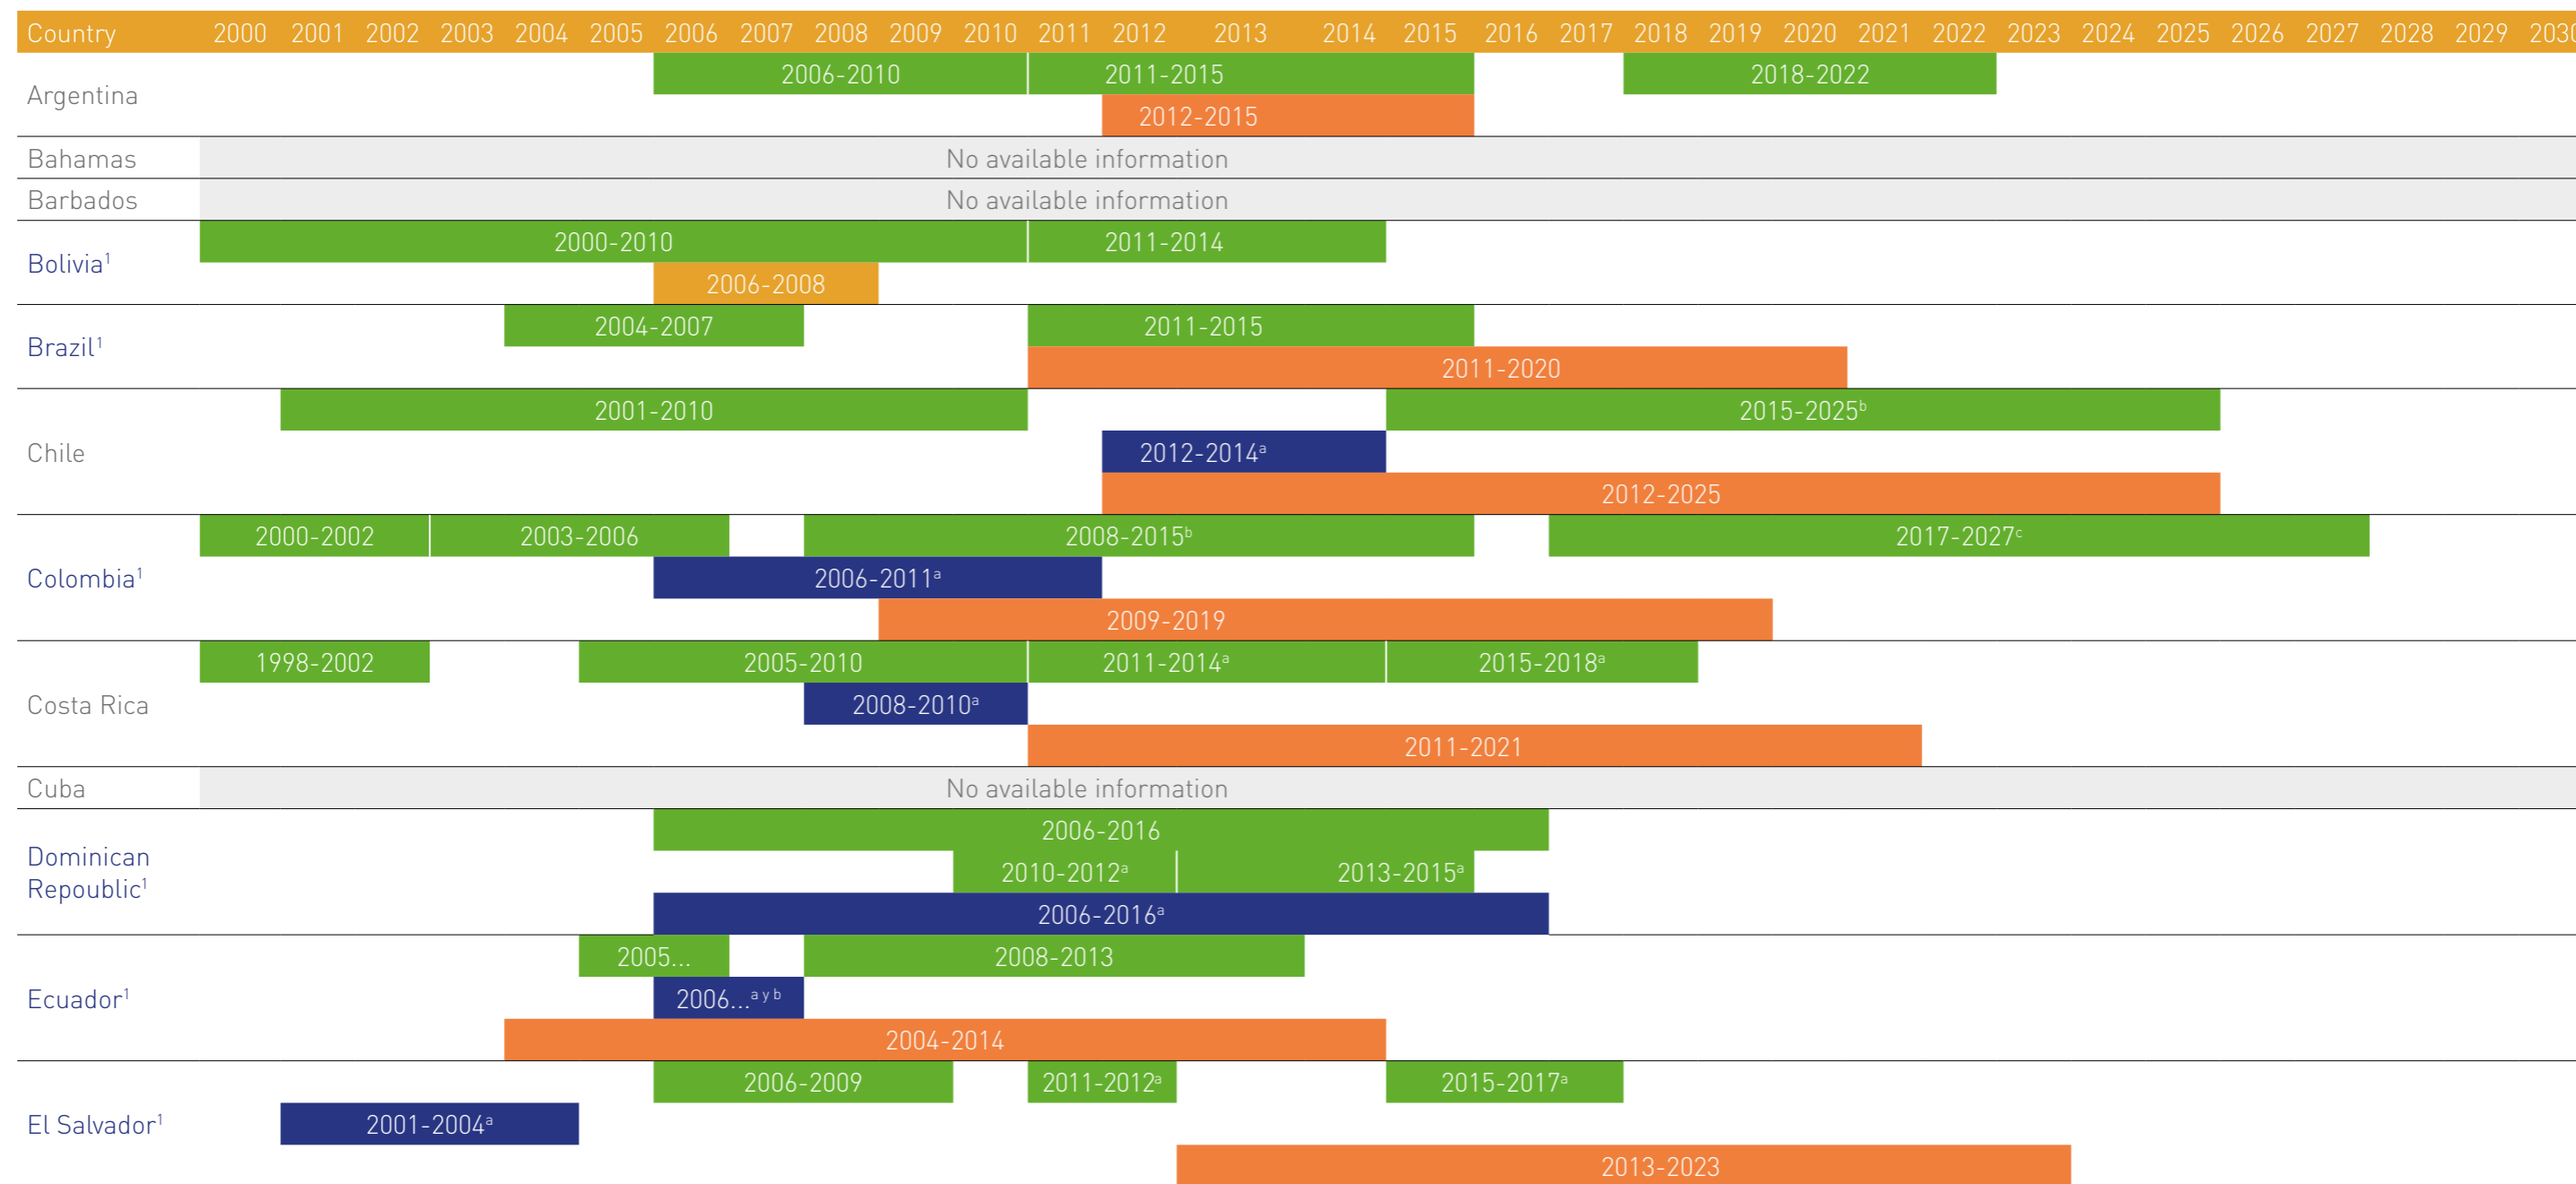 Country 2000 2001 2002 2003 2004 2005 2006 2007 2008 2009 2010 2011 2012 2013 2014 2015 2016 2017 2018 2019 2020 2021 2022 2023 2024 2025 2026 2027 2028 2029 2030
Argentina
2006-2010 2011-2015 2018-2022
2012-2015
Bahamas No available information
Barbados No available information
Bolivia¹
2000-2010 2011-2014
2006-2008
Brazil¹
2004-2007 2011-2015
2011-2020
Chile
2001-2010 2015-2025ᵇ
2012-2014ᵃ
2012-2025
Colombia¹
2000-2002 2003-2006 2008-2015ᵇ 2017-2027ᶜ
2006-2011ᵃ
2009-2019
Costa Rica
1998-2002 2005-2010 2011-2014ᵃ 2015-2018ᵃ
2008-2010ᵃ
2011-2021
Cuba No available information
Dominican
Repoublic¹
2006-2016
2010-2012ᵃ 2013-2015ᵃ
2006-2016ᵃ
Ecuador¹
2005... 2008-2013
2006...ᵃ ʸ ᵇ
2004-2014
El Salvador¹
2006-2009 2011-2012ᵃ 2015-2017ᵃ
2001-2004ᵃ
2013-2023